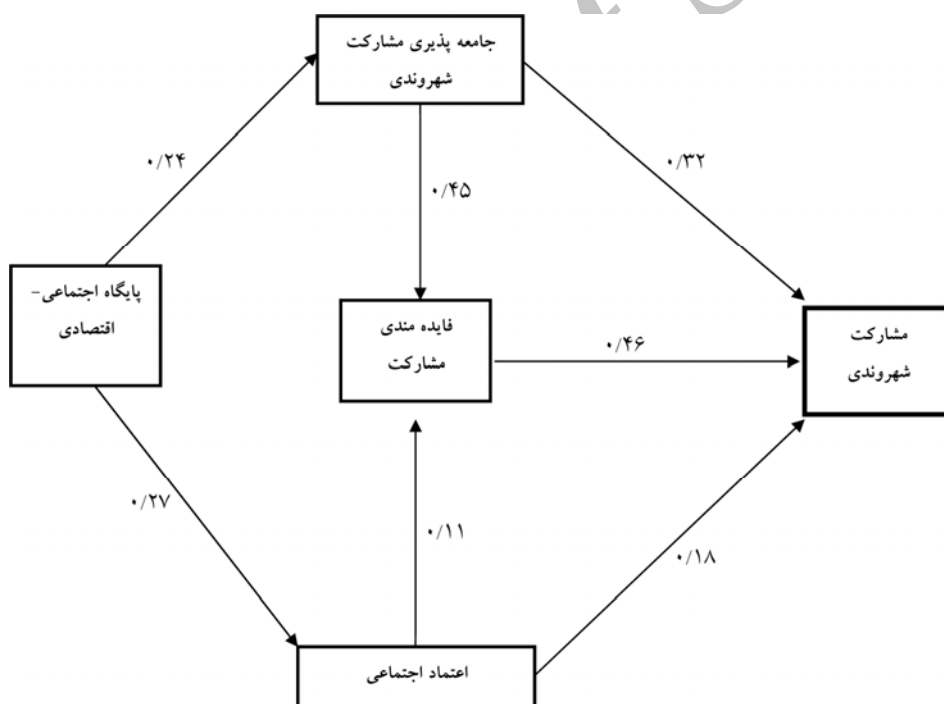 جامعه پذیری مشارکت
شهروندی
۰/۲۴
۰/۳۲
۰/۴۵
پایگاه اجتماعی-
اقتصادی
فایده مندی
مشارکت
۰/۴۶
مشارکت
شهروندی
۰/۲۷
۰/۱۱
۰/۱۸
اعتماد اجتماعی